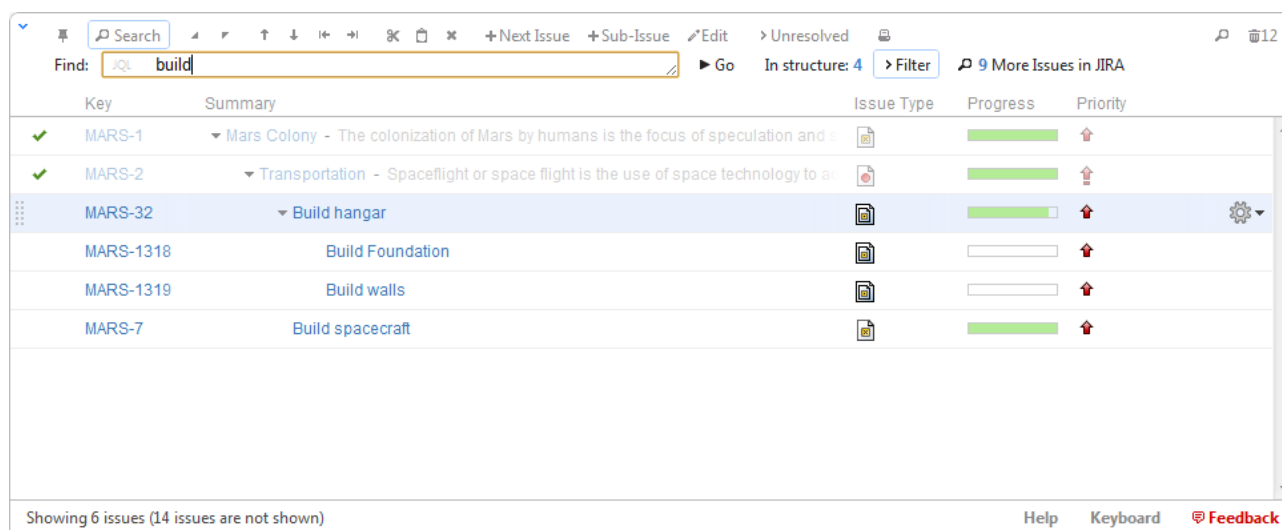 Search +Next Issue +Sub-Issue Edit >Unresolved 12
Find: JQL build Go In structure: 4 >Filter 9 More Issues in JIRA
Key Summary Issue Type Progress Priority
MARS-1 Mars Colony - The colonization of Mars by humans is the focus of speculation and
MARS-2 Transportation - Spaceflight or space flight is the use of space technology to
MARS-32 Build hangar
MARS-1318 Build Foundation
MARS-1319 Build walls
MARS-7 Build spacecraft
Showing 6 issues (14 issues are not shown) Help Keyboard Feedback